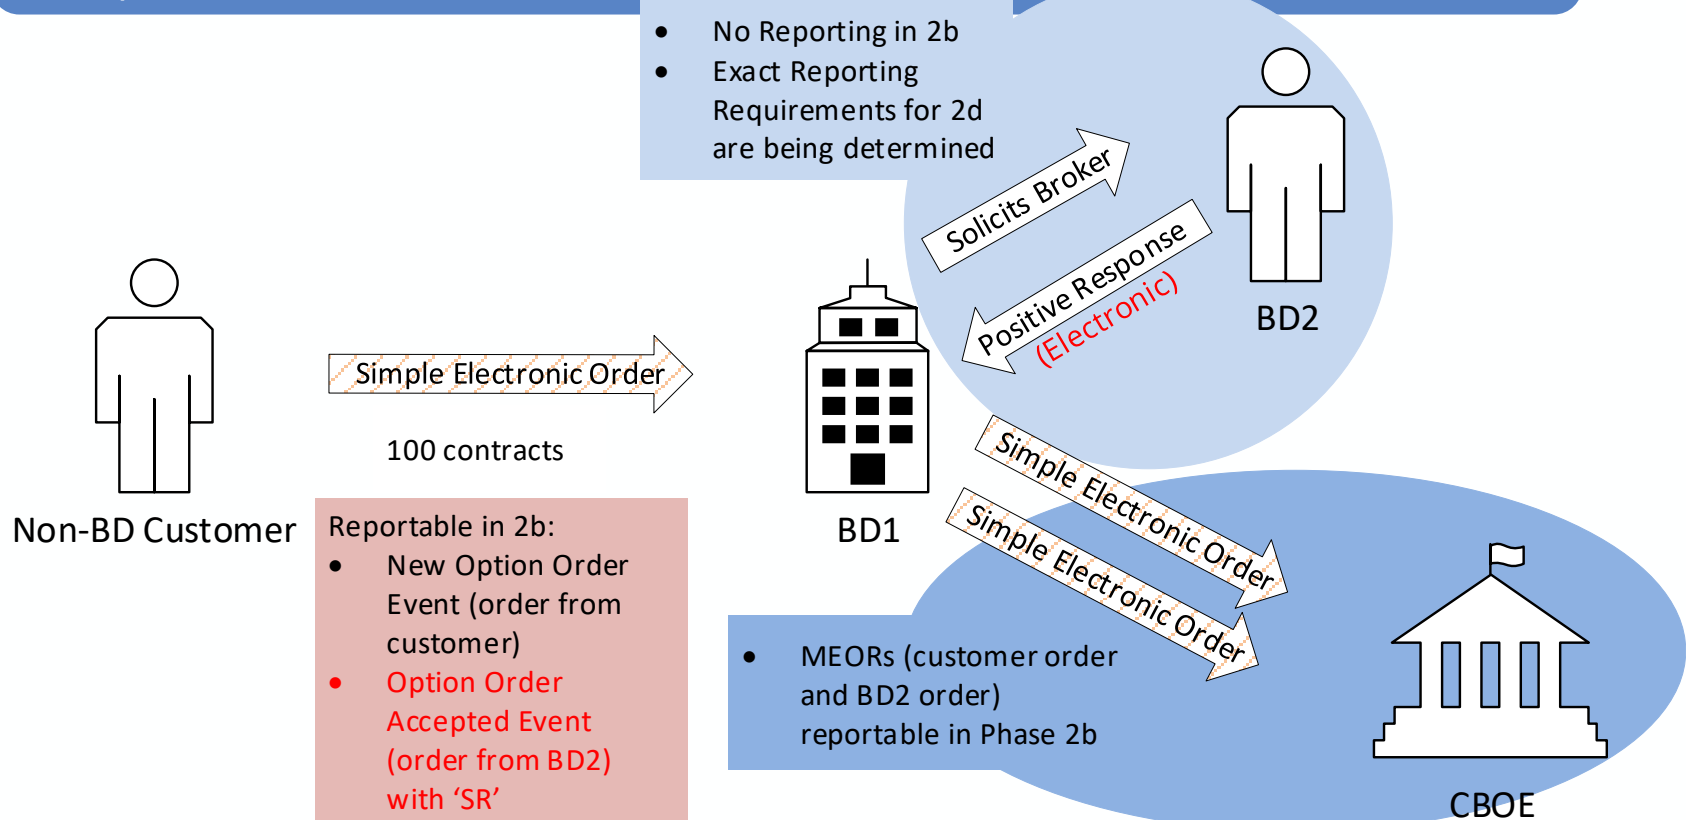 • No Reporting in 2b
• Exact Reporting
Requirements for 2d
are being determined
Solicits Broker
Positive Response
(Electronic)
BD2
Simple Electronic Order
100 contracts
Non-BD Customer
BD1
Simple Electronic Order
Simple Electronic Order
Reportable in 2b:
• New Option Order
Event (order from
customer)
• Option Order
Accepted Event
(order from BD2)
with ‘SR’
• MEORs (customer order
and BD2 order)
reportable in Phase 2b
CBOE